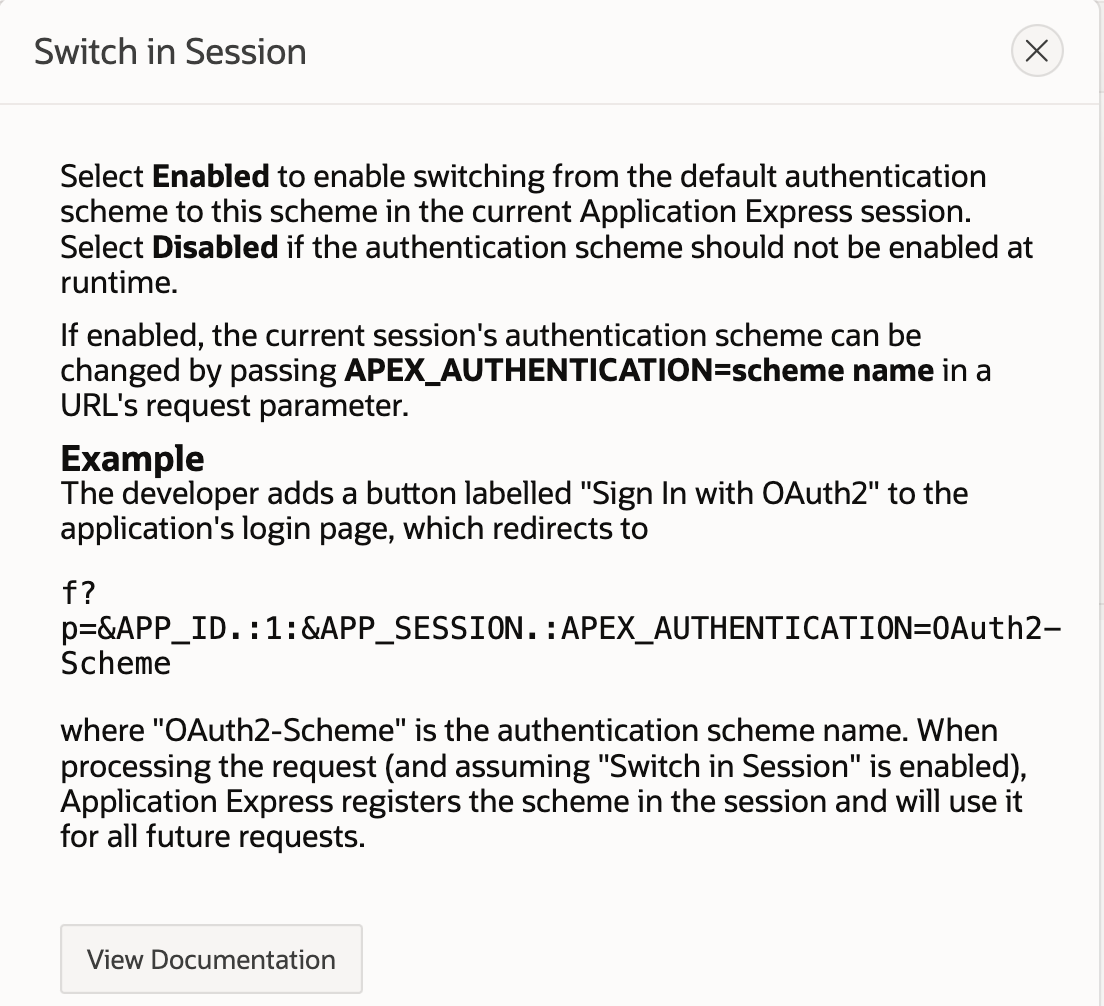 Switch in Session
Select Enabled to enable switching from the default authentication
scheme to this scheme in the current Application Express session.
Select Disabled if the authentication scheme should not be enabled at
runtime.
If enabled, the current session's authentication scheme can be
changed by passing APEX_AUTHENTICATION=scheme name in a
URL's request parameter.
Example
The developer adds a button labelled "Sign In with OAuth2" to the
application's login page, which redirects to
f?
p=&APP_ID.:1:&APP_SESSION.:APEX_AUTHENTICATION=OAuth2-
Scheme
where "OAuth2-Scheme" is the authentication scheme name. When
processing the request (and assuming "Switch in Session" is enabled),
Application Express registers the scheme in the session and will use it
for all future requests.
View Documentation